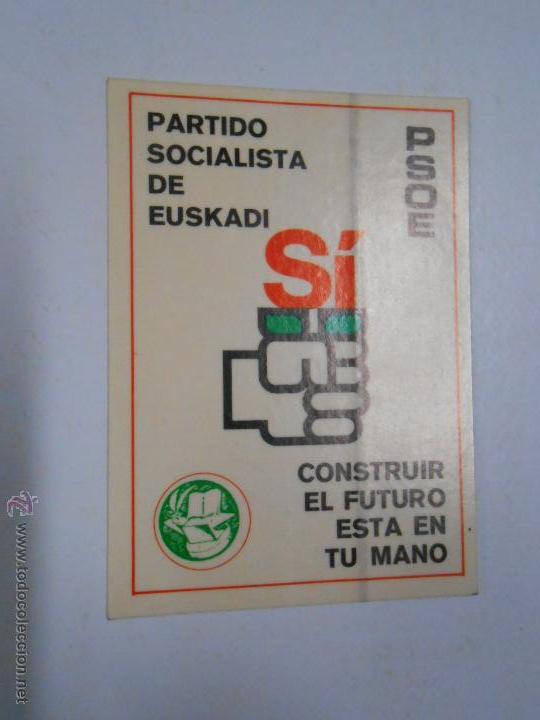 PARTIDO
SOCIALISTA
DE
EUSKADI
PSOE
Sí
CONSTRUIR
EL FUTURO
ESTA EN
TU MANO
www.todocoleccion.net